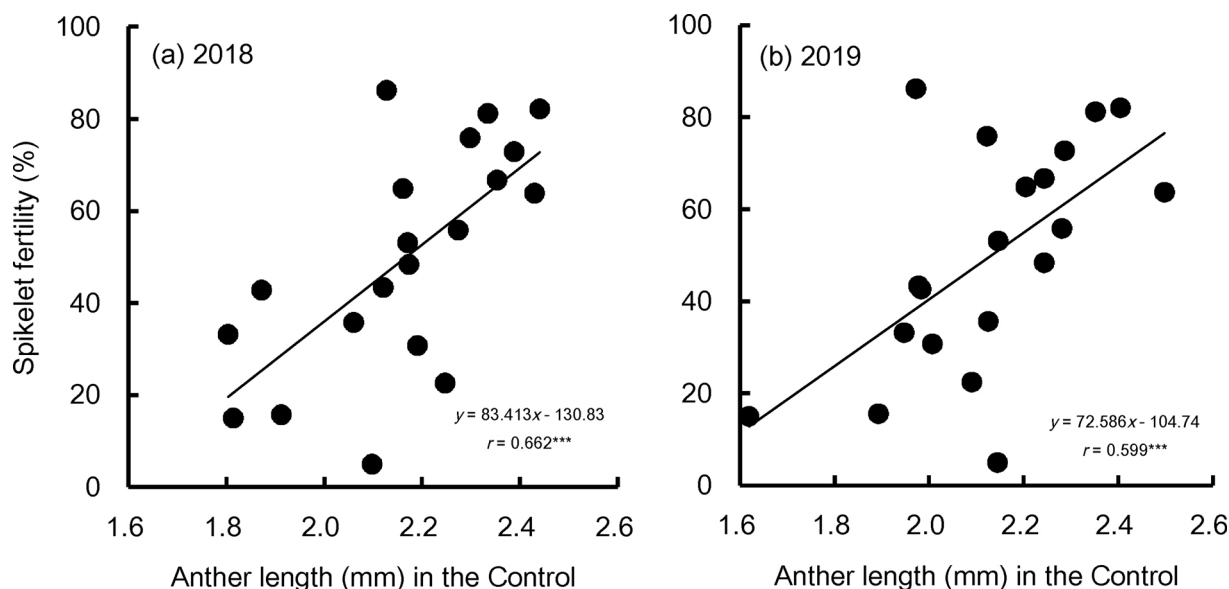 100
80
60
40
20
0
Spikelet fertility (%)
(a) 2018
y = 83.413x - 130.83
r = 0.662***
1.6 1.8 2.0 2.2 2.4 2.6
Anther length (mm) in the Control
100
80
60
40
20
0
(b) 2019
y = 72.586x - 104.74
r = 0.599***
1.6 1.8 2.0 2.2 2.4 2.6
Anther length (mm) in the Control